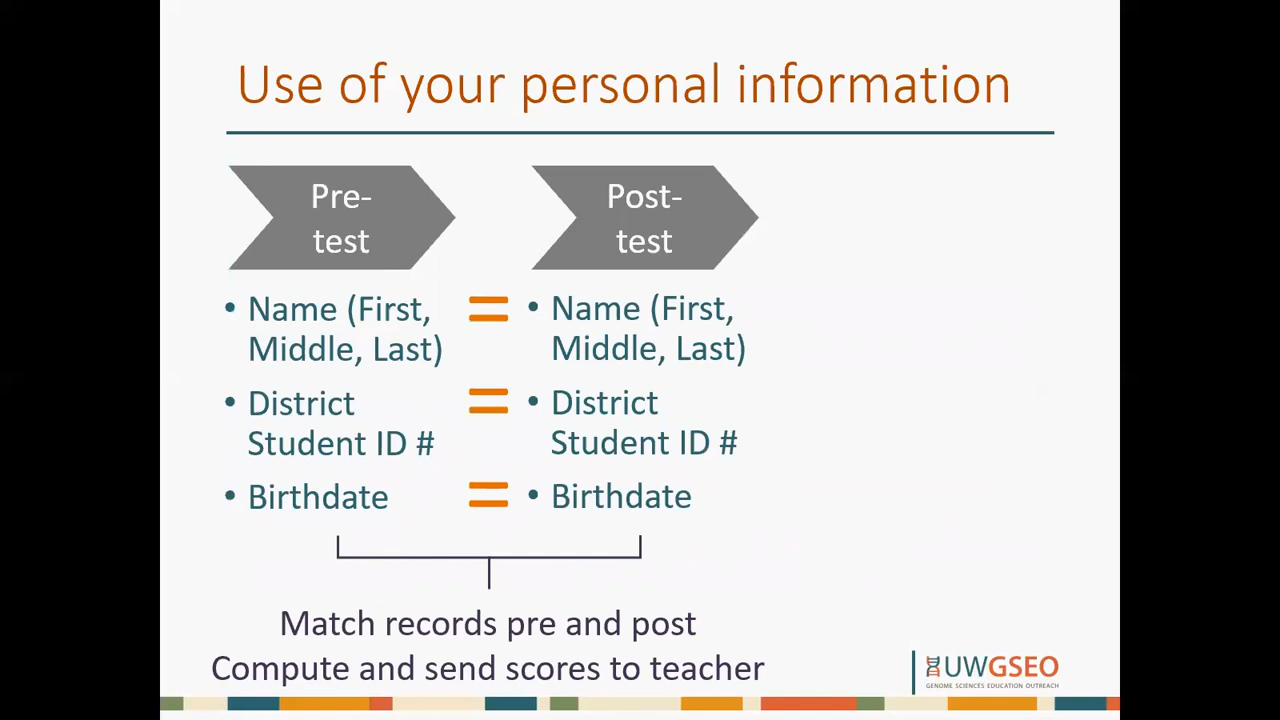 Use of your personal information
Pre-
test
Post-
test
• Name (First,
Middle, Last)
=
• Name (First,
Middle, Last)
• District
Student ID #
=
• District
Student ID #
• Birthdate
=
• Birthdate
Match records pre and post
Compute and send scores to teacher
UWGSEO
GENOME SCIENCES EDUCATION OUTREACH